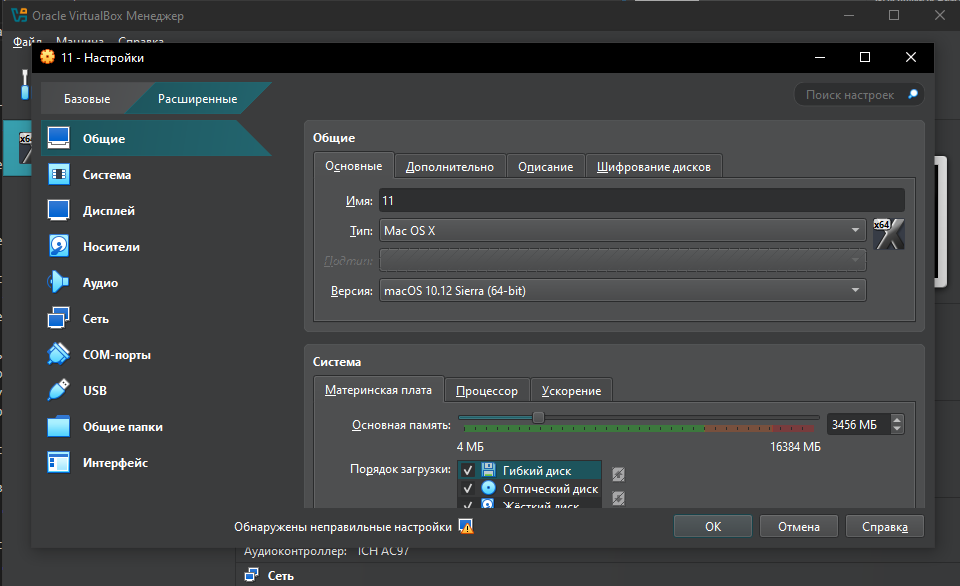 Oracle VirtualBox Менеджер
Файл Машина Справка
11 - Настройки
Базовые Расширенные
Поиск настроек
Общие
Система
Дисплей
Носители
Аудио
Сеть
COM-порты
USB
Общие папки
Интерфейс
Общие
Основные Дополнительно Описание Шифрование дисков
Имя: 11
Тип: Mac OS X
x64
Подтип:
Версия: macOS 10.12 Sierra (64-bit)
Система
Материнская плата Процессор Ускорение
Основная память: 3456 МБ
4 МБ 16384 МБ
Порядок загрузки: Гибкий диск
Оптический диск
Жёсткий диск
Обнаружены неправильные настройки
OK Отмена Справка
Аудиоконтроллер: ICH AC97
Сеть